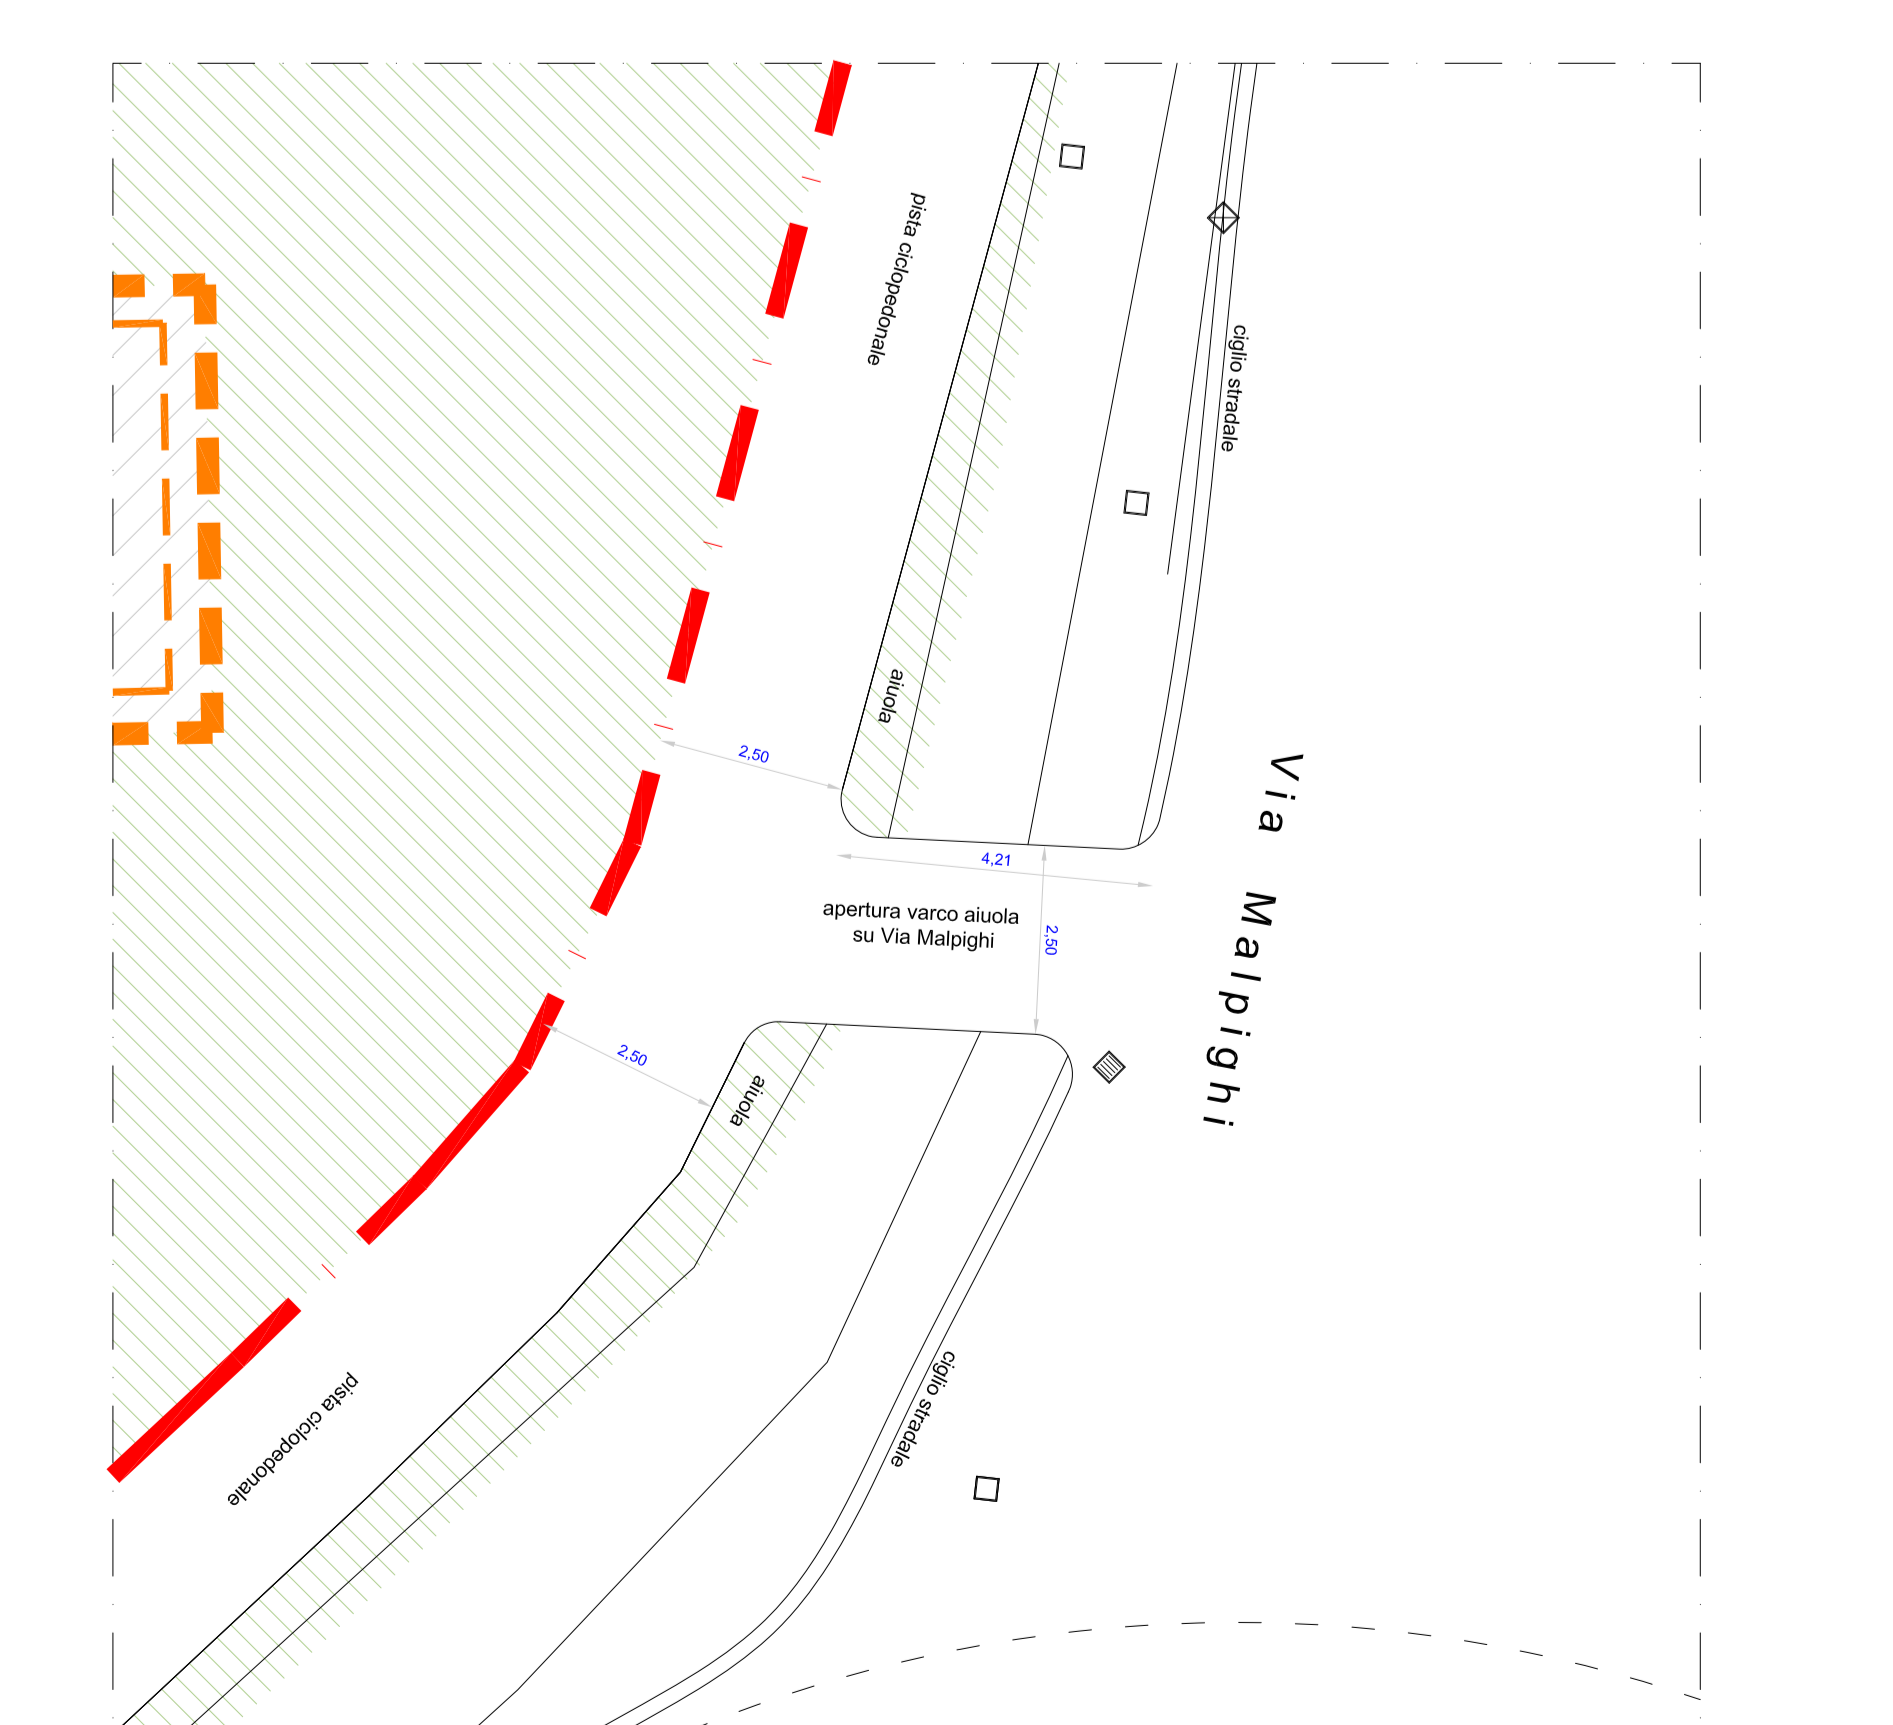 pista ciclopedonale
ciglio stradale
aiuola
2,50
4,21
apertura varco aiuola
su Via Malpighi
2,50
Via Malpighi
2,50
aiuola
ciglio stradale
pista ciclopedonale